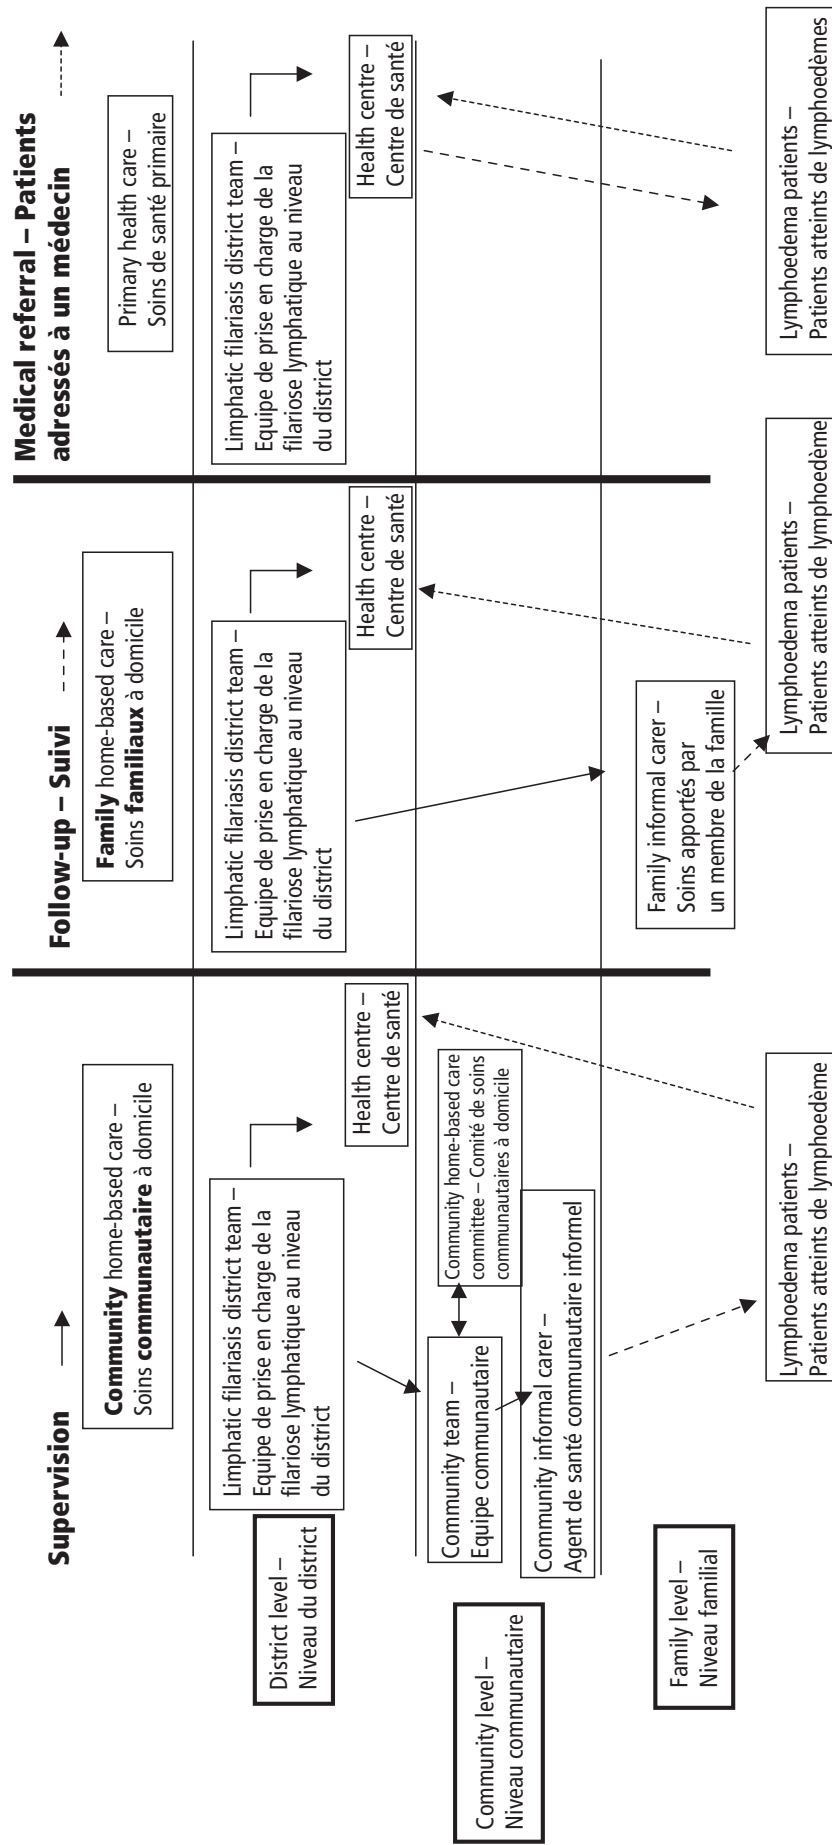 Supervision
Follow-up – Suivi
Medical referral – Patients
adressés à un médecin
Community home-based care –
Soins communautaire à domicile
Family home-based care –
Soins familiaux à domicile
Primary health care –
Soins de santé primaire
District level –
Niveau du district
Limphatic filariasis district team –
Equipe de prise en charge de la
filariose lymphatique au niveau
du district
Health centre –
Centre de santé
Limphatic filariasis district team –
Equipe de prise en charge de la
filariose lymphatique au niveau
du district
Health centre –
Centre de santé
Limphatic filariasis district team –
Equipe de prise en charge de la
filariose lymphatique au niveau
du district
Health centre –
Centre de santé
Community level –
Niveau communautaire
Community team –
Equipe communautaire
Community home-based care
committee – Comité de soins
communautaires à domicile
Community informal carer –
Agent de santé communautaire informel
Family level –
Niveau familial
Family informal carer –
Soins apportés par
un membre de la famille
Lymphoedema patients –
Patients atteints de lymphoedème
Lymphoedema patients –
Patients atteints de lymphoedème
Lymphoedema patients –
Patients atteints de lymphoedèmes